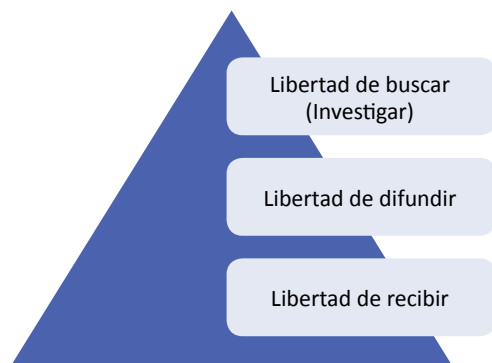 Libertad de buscar
(Investigar)
Libertad de difundir
Libertad de recibir